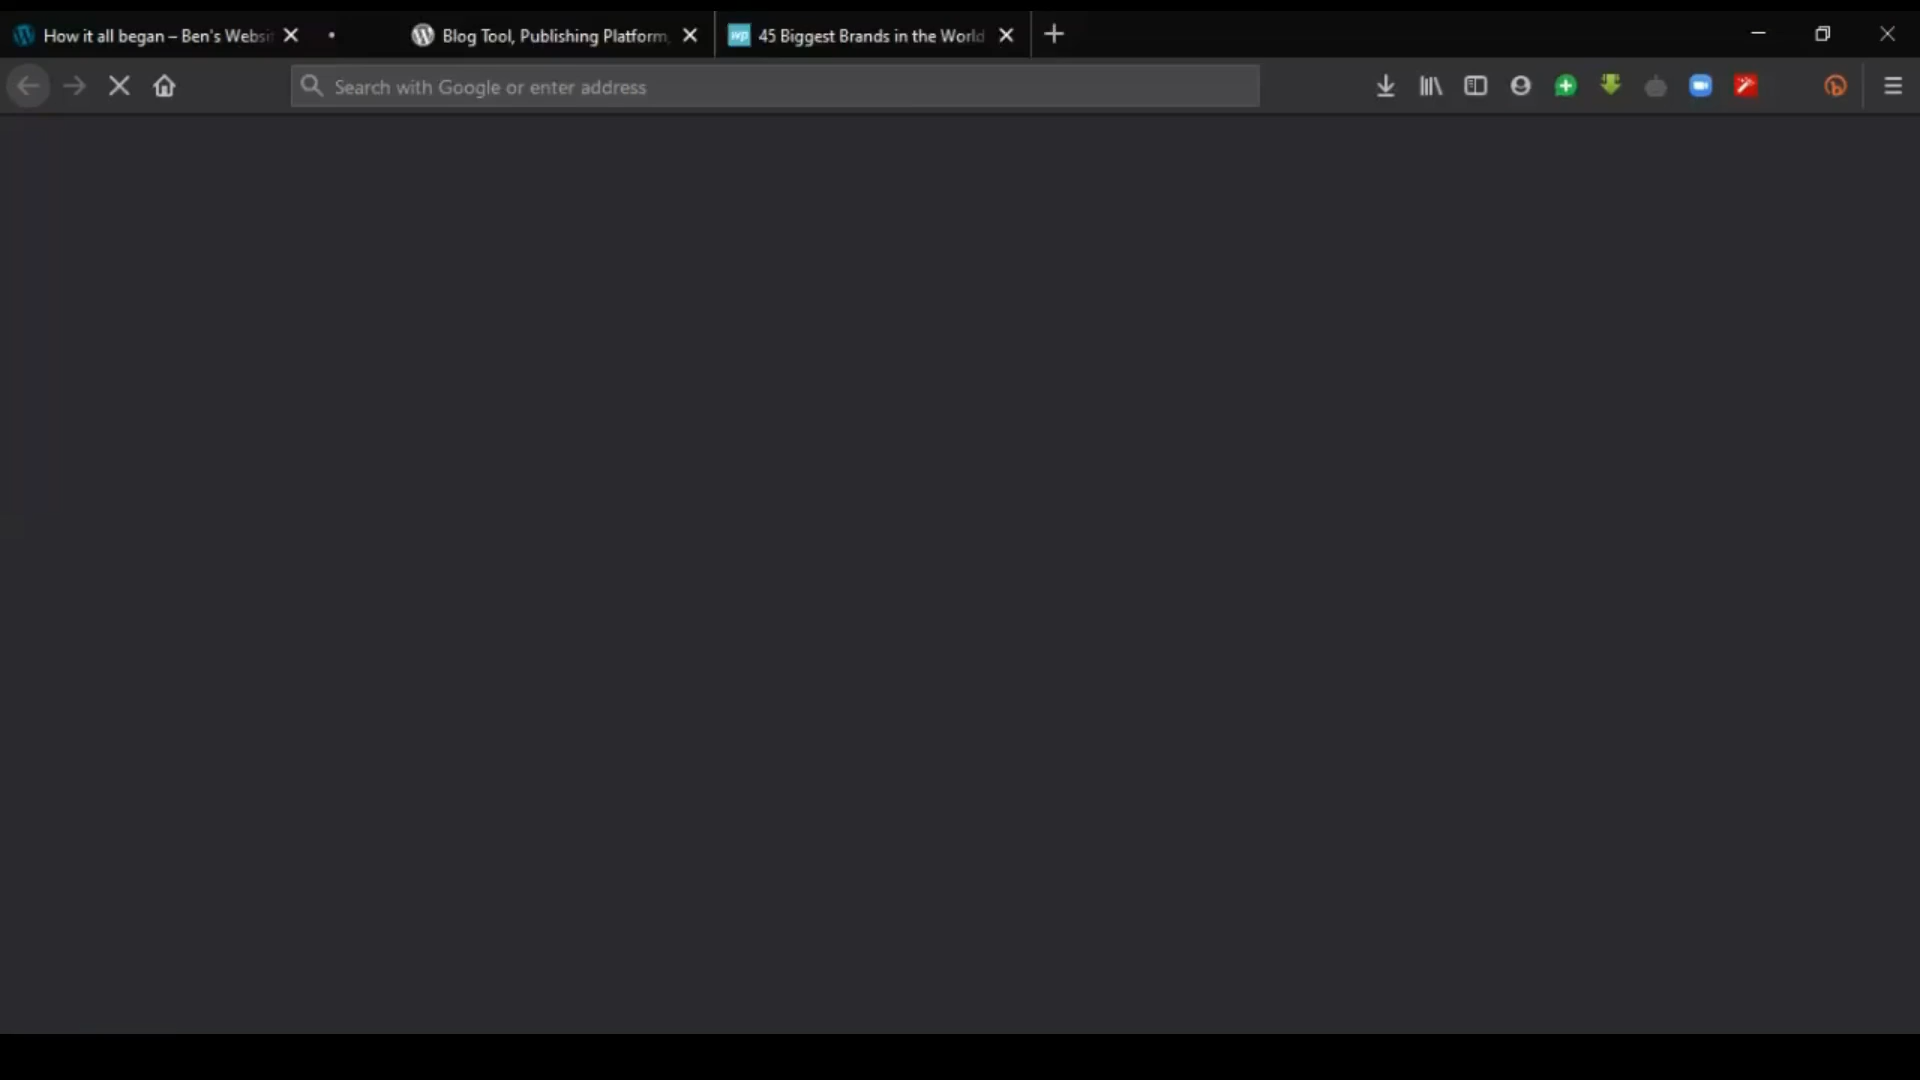 How it all began – Ben's Websi
Blog Tool, Publishing Platform,
wp 45 Biggest Brands in the World
Search with Google or enter address